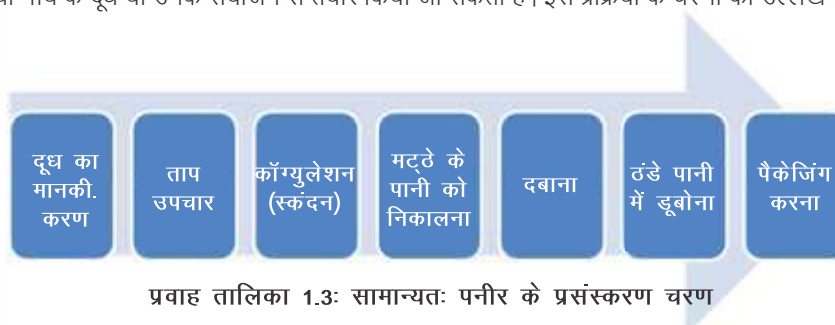 दूध का
मानकी.
करण
ताप
उपचार
कॉग्युलेशन
(स्कंदन)
मट्ठे के
पानी को
निकालना
दबाना
ठंडे पानी
में डूबोना
पैकेजिंग
करना
प्रवाह तालिका 1.3: सामान्यतः पनीर के प्रसंस्करण चरण